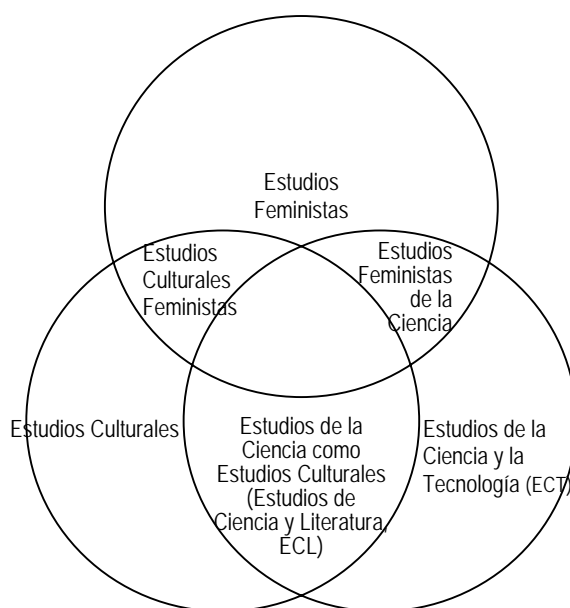 Estudios
Feministas
Estudios
Culturales
Feministas
Estudios
Feministas
de la
Ciencia
Estudios Culturales
Estudios de la
Ciencia como
Estudios Culturales
(Estudios de
Ciencia y Literatura,
ECL)
Estudios de la
Ciencia y la
Tecnología (ECT)